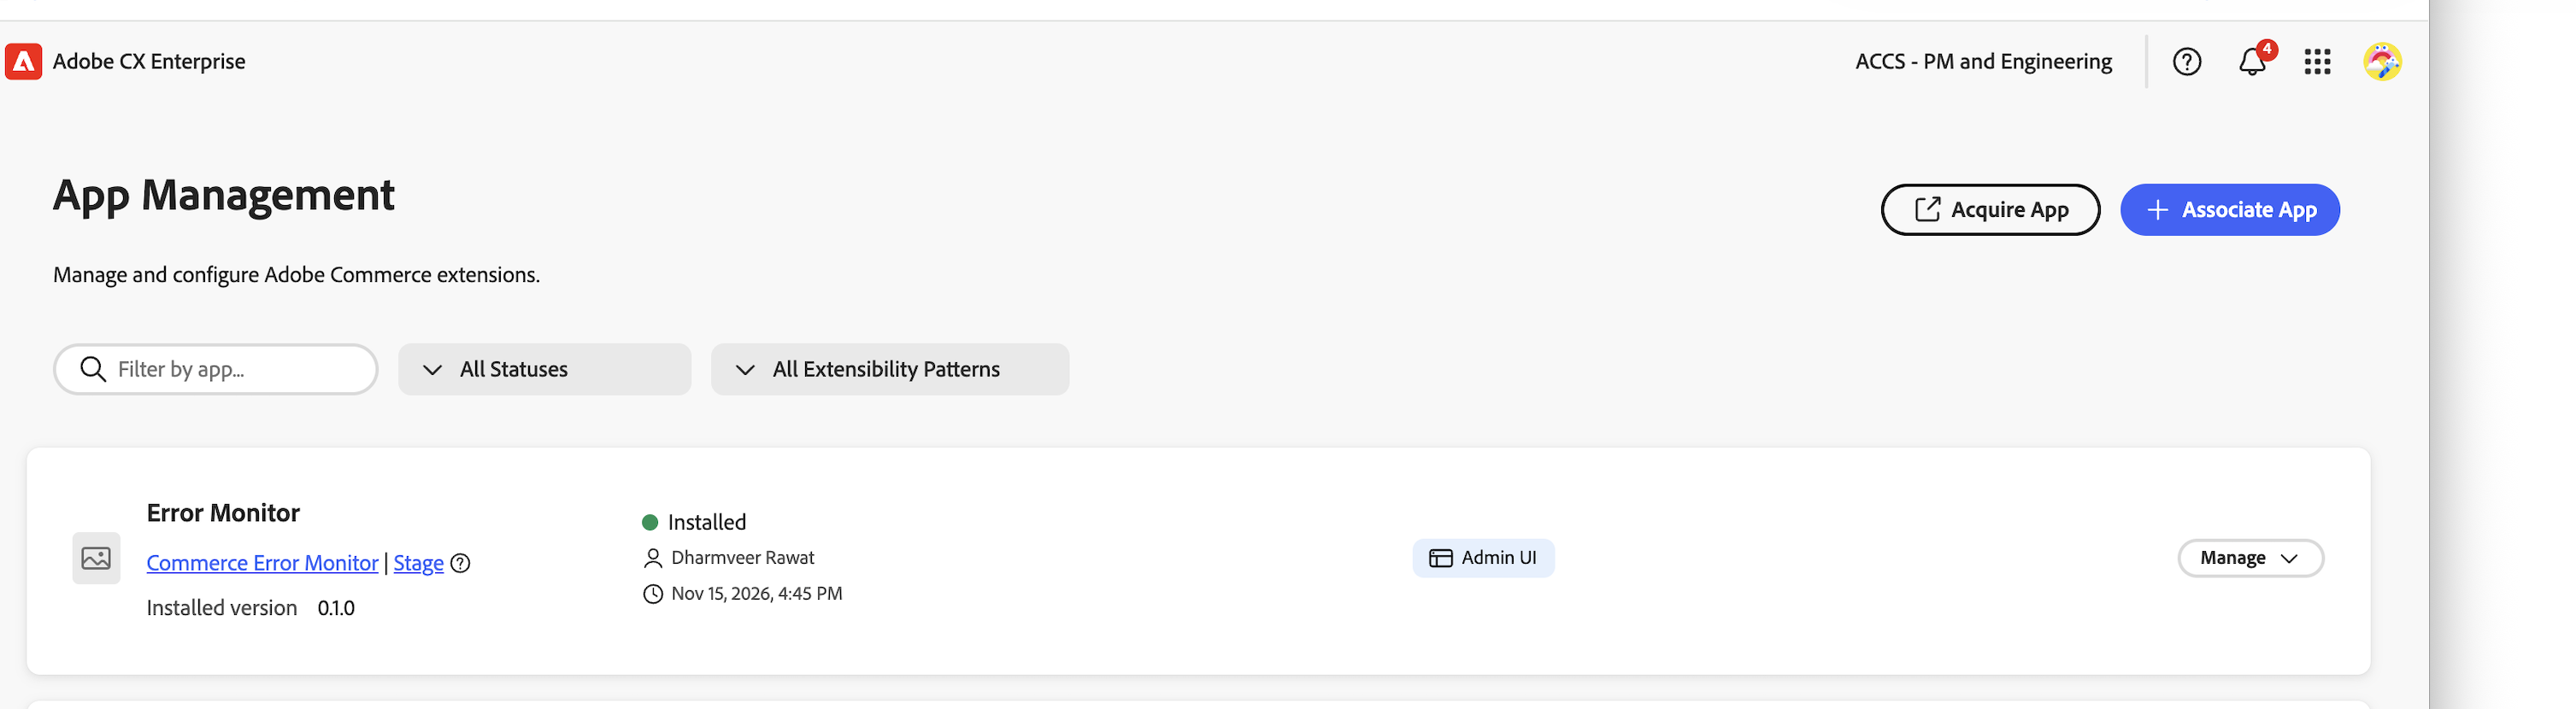 Adobe CX Enterprise
ACCS - PM and Engineering
4
App Management
Acquire App
Associate App
Manage and configure Adobe Commerce extensions.
Filter by app...
All Statuses
All Extensibility Patterns
Error Monitor
Commerce Error Monitor | Stage
Installed version 0.1.0
Installed
Dharmveer Rawat
Nov 15, 2026, 4:45 PM
Admin UI
Manage